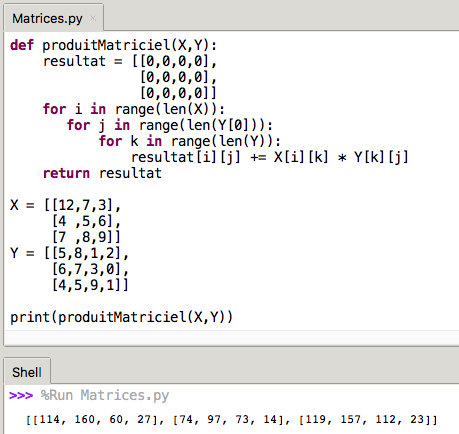 Matrices.py ×
def produitMatriciel(X,Y):
    resultat = [[0,0,0,0],
                [0,0,0,0],
                [0,0,0,0]]
    for i in range(len(X)):
       for j in range(len(Y[0])):
           for k in range(len(Y)):
               resultat[i][j] += X[i][k] * Y[k][j]
    return resultat
X = [[12,7,3],
     [4 ,5,6],
     [7 ,8,9]]
Y = [[5,8,1,2],
     [6,7,3,0],
     [4,5,9,1]]
print(produitMatriciel(X,Y))
Shell
>>> %Run Matrices.py
[[114, 160, 60, 27], [74, 97, 73, 14], [119, 157, 112, 23]]